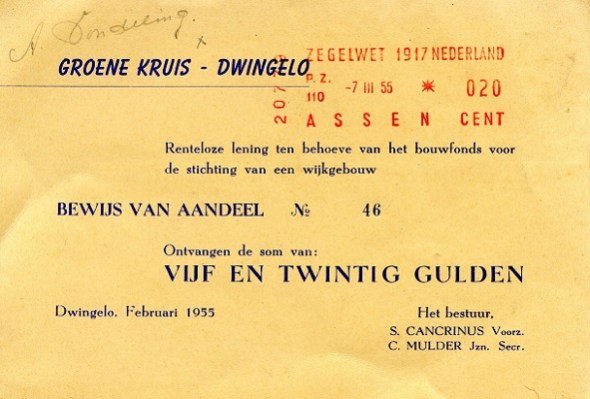 A. Dondeling.
x
GROENE KRUIS - DWINGELO
ZEGELWET 1917 NEDERLAND
P. Z.
110
-7 III 55 * 020
ASSEN CENT
Renteloze lening ten behoeve van het bouwfonds voor
de stichting van een wijkgebouw
BEWIJS VAN AANDEEL № 46
Ontvangen de som van:
VIJF EN TWINTIG GULDEN
Dwingelo, Februari 1955
Het bestuur,
S. CANCRINUS Voorz.
C. MULDER Jzn. Secr.